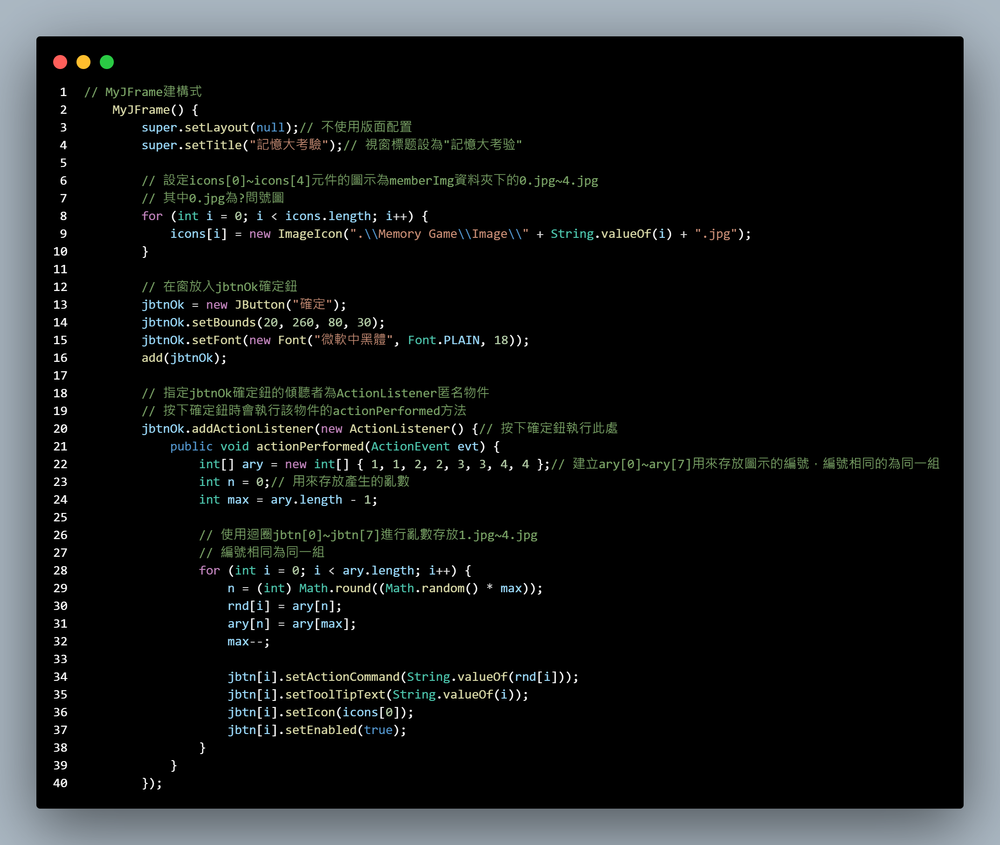 1 // MyJFrame建構式
2     MyJFrame() {
3         super.setLayout(null);// 不使用版面配置
4         super.setTitle("記憶大考驗");// 視窗標題設為"記憶大考验"
5
6         // 設定icons[0]~icons[4]元件的圖示為memberImg資料夾下的0.jpg~4.jpg
7         // 其中0.jpg為?問號圖
8         for (int i = 0; i < icons.length; i++) {
9             icons[i] = new ImageIcon(".\\Memory Game\\Image\\" + String.valueOf(i) + ".jpg");
10         }
11
12         // 在窗放入jbtnOk確定鈕
13         jbtnOk = new JButton("確定");
14         jbtnOk.setBounds(20, 260, 80, 30);
15         jbtnOk.setFont(new Font("微軟中黑體", Font.PLAIN, 18));
16         add(jbtnOk);
17
18         // 指定jbtnOk確定鈕的傾聽者為ActionListener匿名物件
19         // 按下確定鈕時會執行該物件的actionPerformed方法
20         jbtnOk.addActionListener(new ActionListener() {// 按下確定鈕執行此處
21             public void actionPerformed(ActionEvent evt) {
22                 int[] ary = new int[] { 1, 1, 2, 2, 3, 3, 4, 4 };// 建立ary[0]~ary[7]用來存放圖示的編號，編號相同的為同一組
23                 int n = 0;// 用來存放產生的亂數
24                 int max = ary.length - 1;
25
26                 // 使用迴圈jbtn[0]~jbtn[7]進行亂數存放1.jpg~4.jpg
27                 // 編號相同為同一組
28                 for (int i = 0; i < ary.length; i++) {
29                     n = (int) Math.round((Math.random() * max));
30                     rnd[i] = ary[n];
31                     ary[n] = ary[max];
32                     max--;
33
34                     jbtn[i].setActionCommand(String.valueOf(rnd[i]));
35                     jbtn[i].setToolTipText(String.valueOf(i));
36                     jbtn[i].setIcon(icons[0]);
37                     jbtn[i].setEnabled(true);
38                 }
39             }
40         });